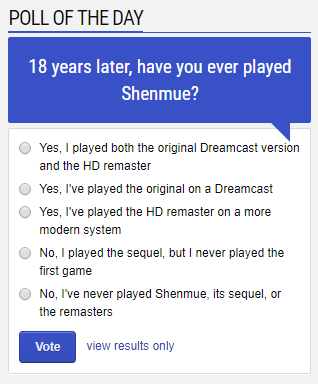 POLL OF THE DAY
18 years later, have you ever played
Shenmue?
Yes, I played both the original Dreamcast version
and the HD remaster
Yes, I've played the original on a Dreamcast
Yes, I've played the HD remaster on a more
modern system
No, I played the sequel, but I never played the
first game
No, I've never played Shenmue, its sequel, or
the remasters
Vote view results only